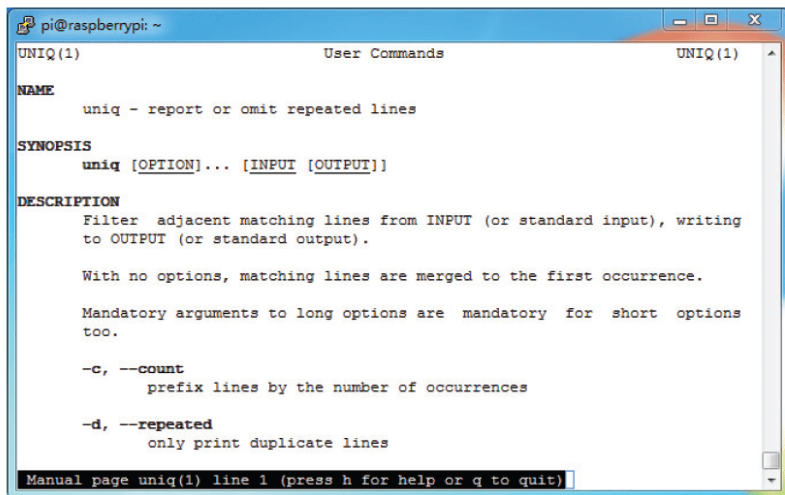 pi@raspberrypi: ~
UNIQ(1) User Commands UNIQ(1)
NAME
uniq - report or omit repeated lines
SYNOPSIS
uniq [OPTION]... [INPUT [OUTPUT]]
DESCRIPTION
Filter adjacent matching lines from INPUT (or standard input), writing
to OUTPUT (or standard output).
With no options, matching lines are merged to the first occurrence.
Mandatory arguments to long options are mandatory for short options
too.
-c, --count
prefix lines by the number of occurrences
-d, --repeated
only print duplicate lines
Manual page uniq(1) line 1 (press h for help or q to quit)